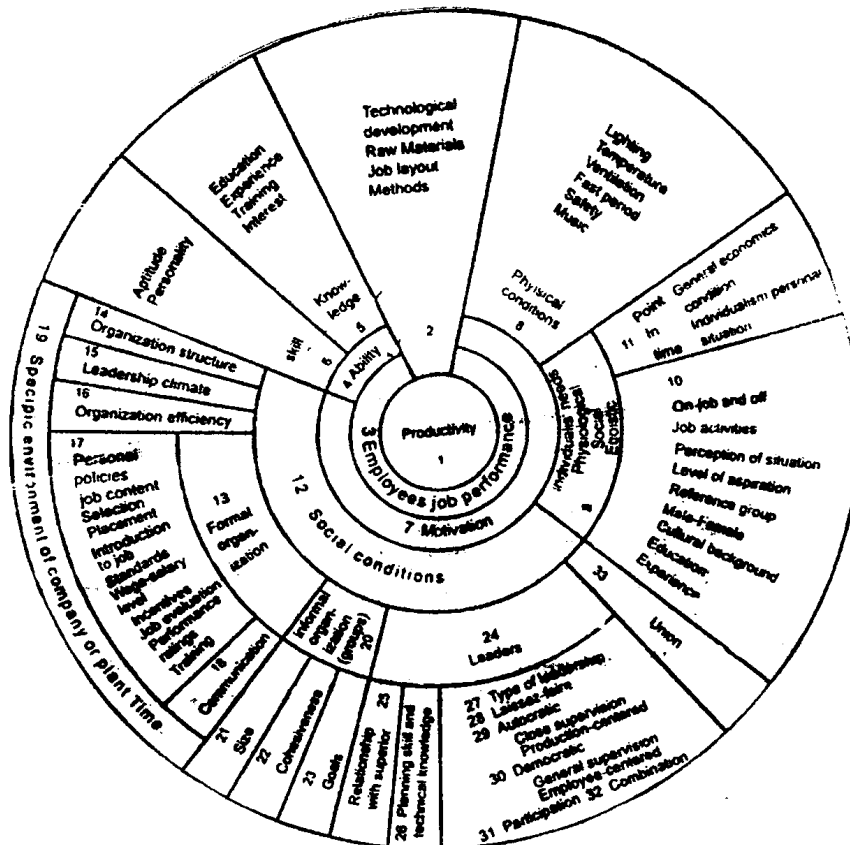 Technological
development
Raw Materials
Job layout
Methods
2
Lighting
Temperature
Ventilation
Fast period
Safety
Music
Physical
conditions
8
General economics
condition
Individualism personal
situation
Point
11 In
time
10
On-job and off
Job activities
Perception of situation
Level of aspiration
Reference group
Male-Female
Cultural background
Education
Experience
Individuals' needs
Physiological
Social
Egoistic
33
Union
24
Leaders
27 Type of leadership
28 Laissez-faire
29 Autocratic
Close supervision
Production-centered
30 Democratic
General supervision
Employee-centered
31 Participation 32 Combination
26 Planning skill and
technical knowledge
25
Relationship
with superior
Informal
organ-
ization
(groups)
20
23
Goals
22
Cohesiveness
21
Size
18
Communication
13
Formal
organ-
ization
17
Personal
policies
job content
Selection
Placement
Introduction
to job
Standards
Wage-salary
level
Incentives
Job evaluation
Performance
ratings
Training
16
Organization efficiency
15
Leadership climate
14
Organization structure
19 Specific environment of company or plant Time
Aptitude
Personality
skill
6
Education
Experience
Training
Interest
Know-
ledge
5
4 Ability
12 Social conditions
7 Motivation
3 Employees job performance
Productivity
1